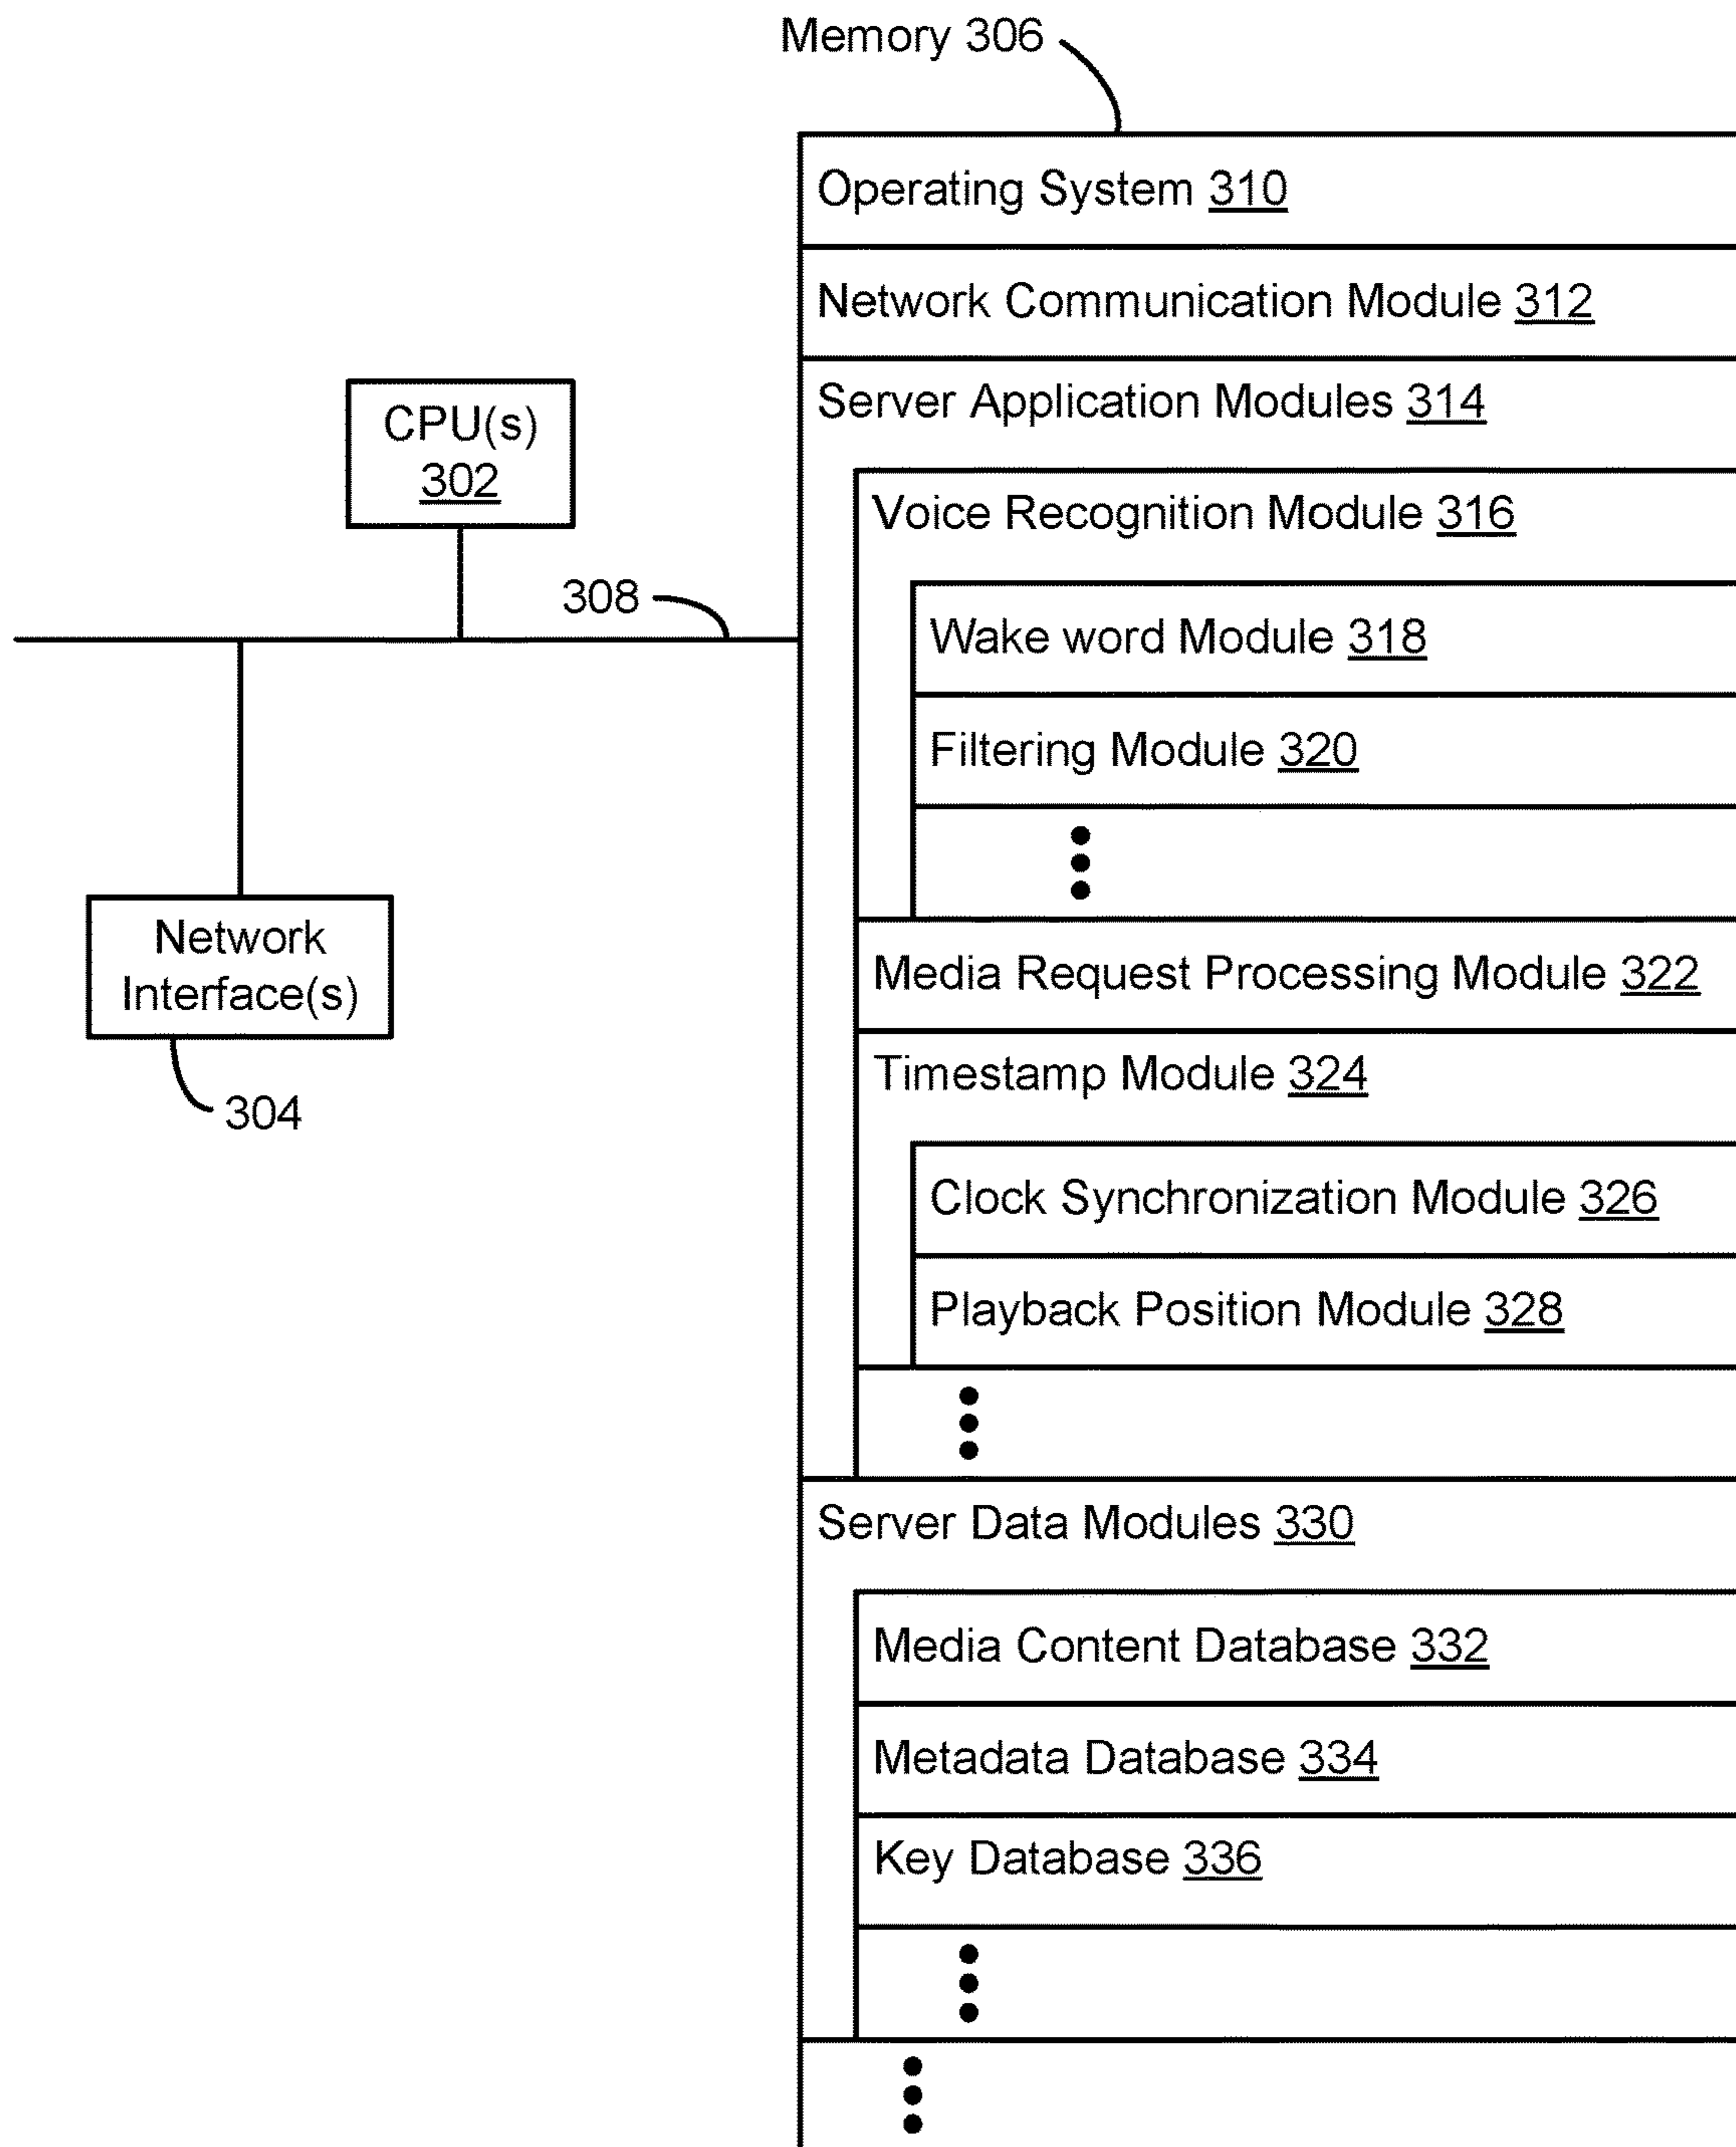 Memory 306
Operating System 310
Network Communication Module 312
Server Application Modules 314
CPU(s)
302
Voice Recognition Module 316
308
Wake word Module 318
Filtering Module 320
Network
Interface(s)
Media Request Processing Module 322
Timestamp Module 324
304
Clock Synchronization Module 326
Playback Position Module 328
Server Data Modules 330
Media Content Database 332
Metadata Database 334
Key Database 336